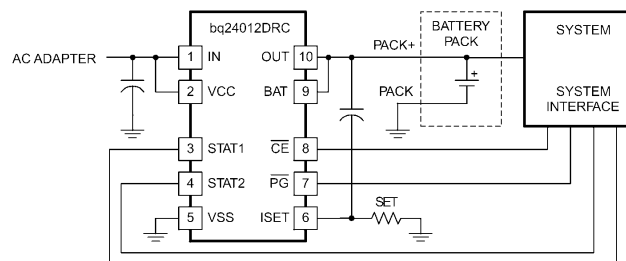 bq24012DRC
BATTERY
PACK
SYSTEM
AC ADAPTER
1 IN OUT 10 PACK+
2 VCC BAT 9 PACK
+
SYSTEM
INTERFACE
3 STAT1 CE 8
4 STAT2 PG 7
5 VSS ISET 6 SET